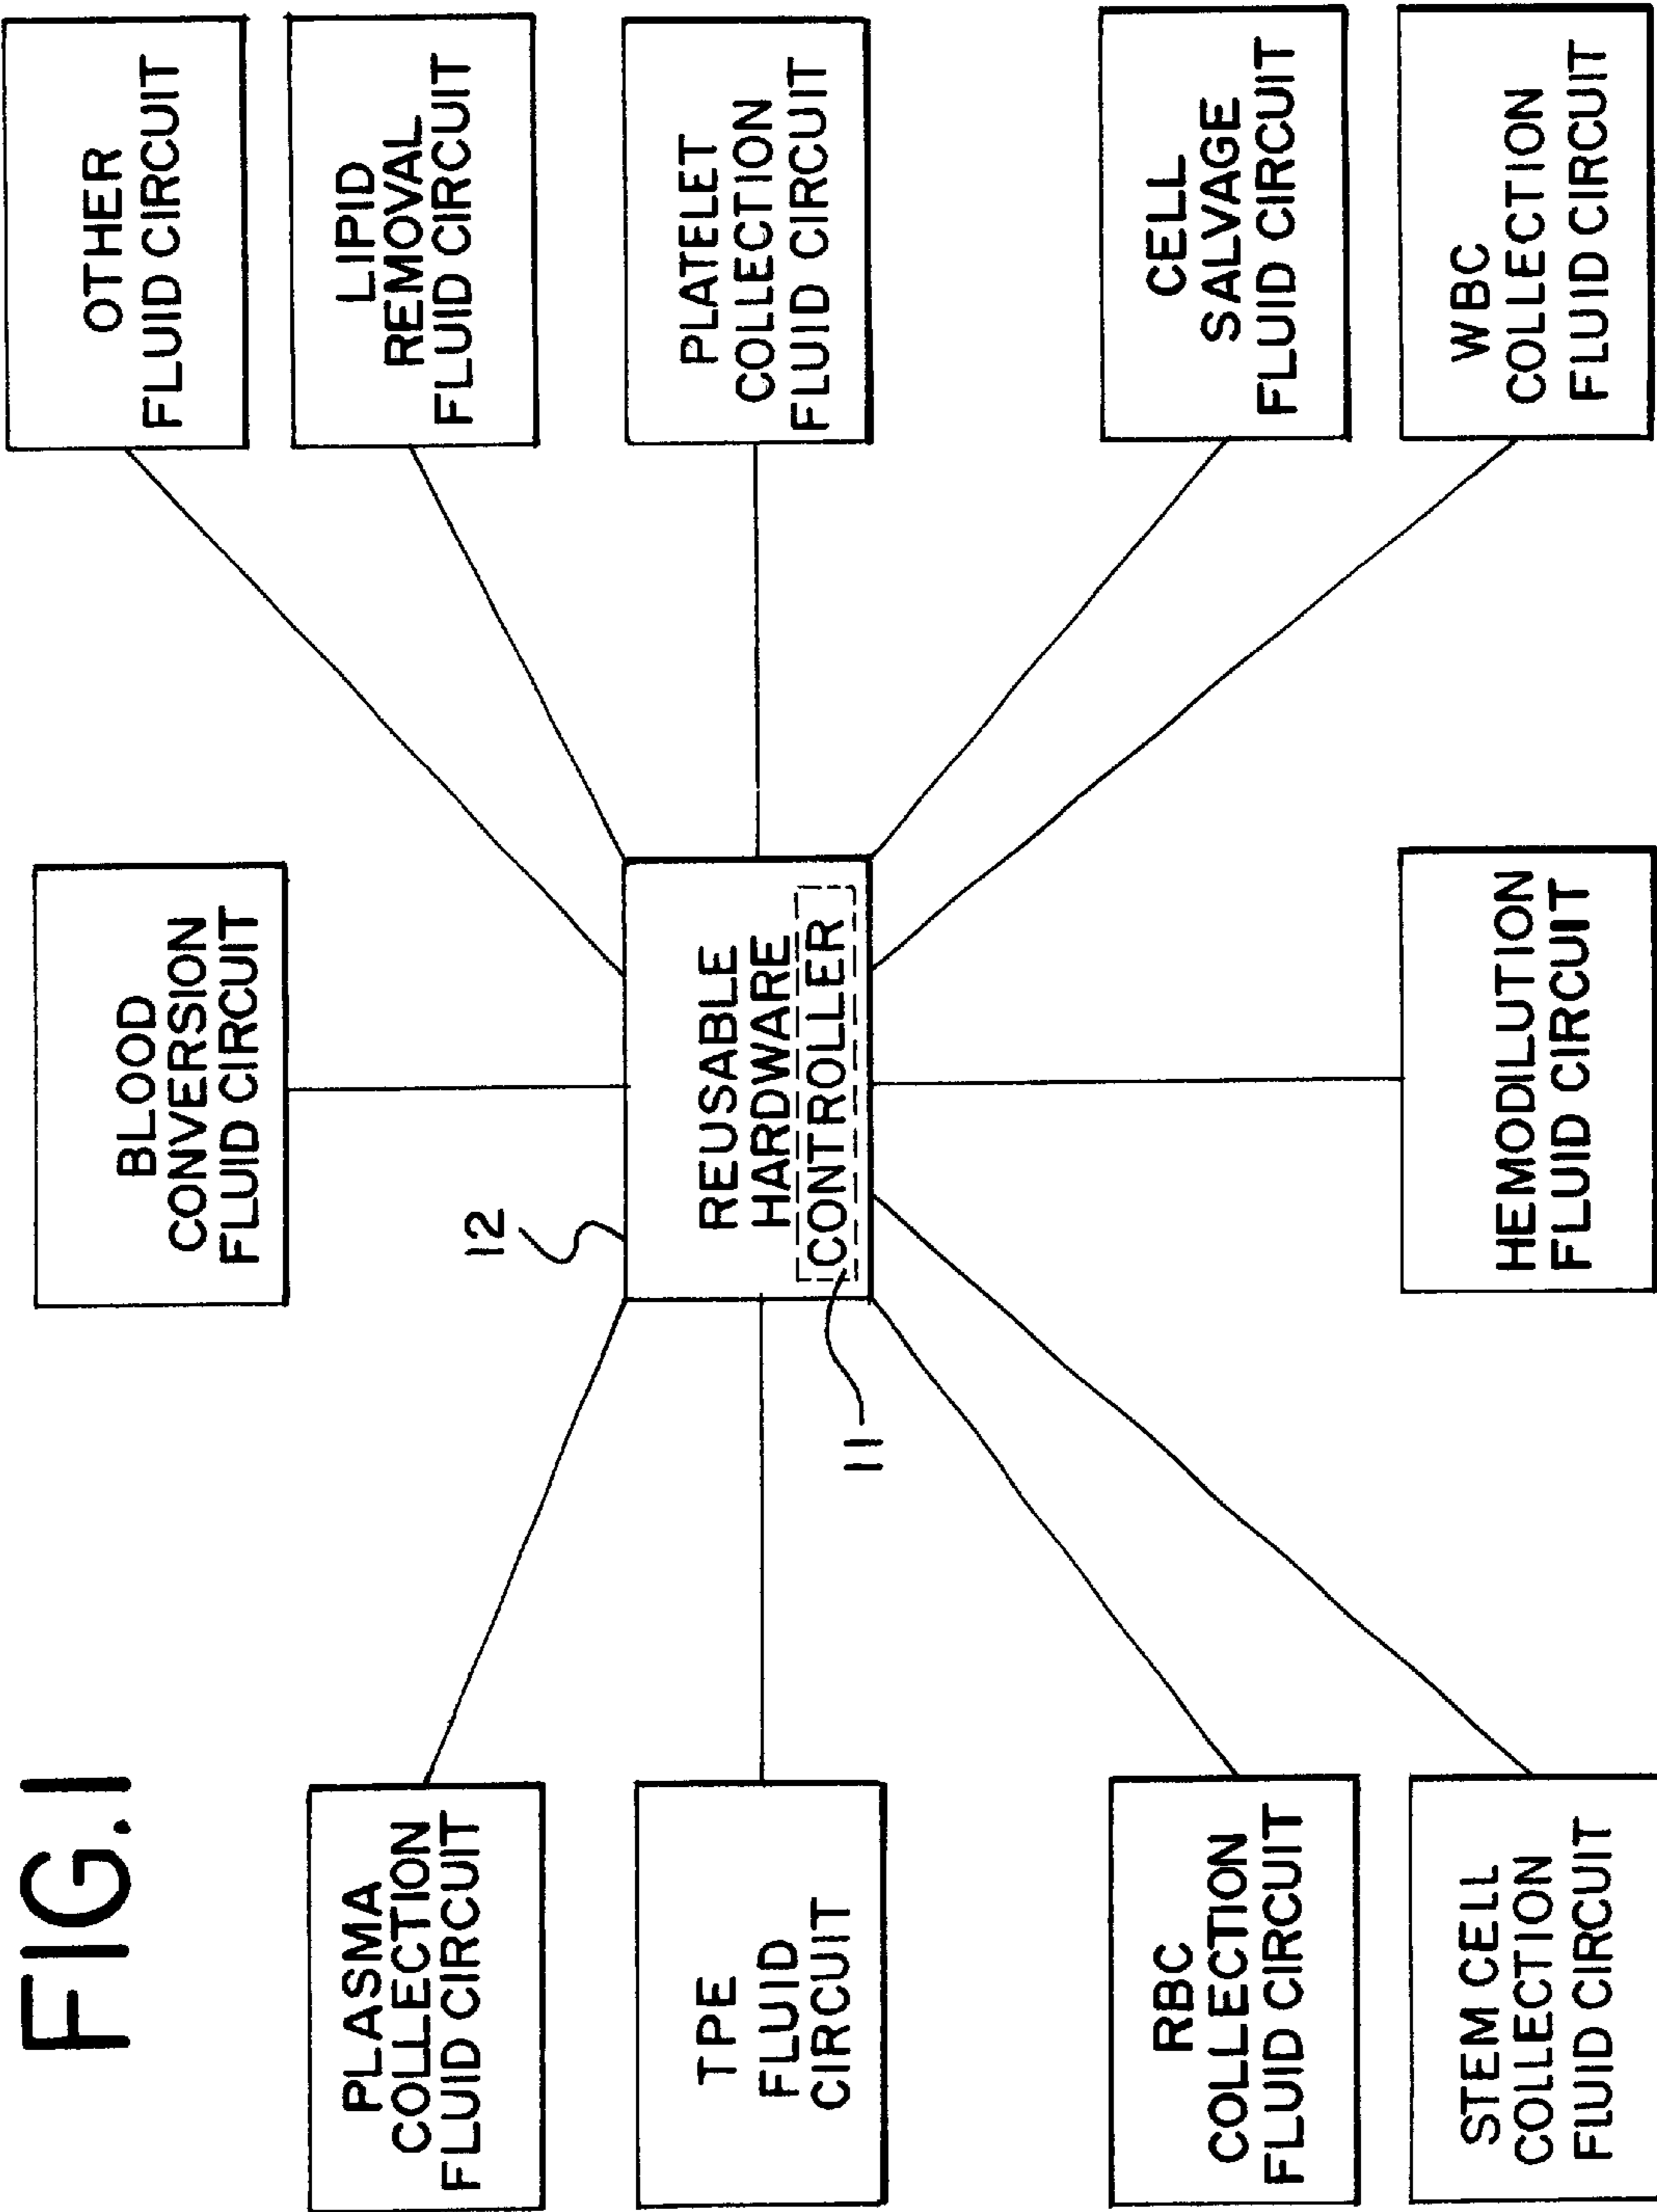 FIG.1
BLOOD
CONVERSION
FLUID CIRCUIT
OTHER
FLUID CIRCUIT
PLASMA
COLLECTION
FLUID CIRCUIT
LIPID
REMOVAL
FLUID CIRCUIT
12
TPE
FLUID
CIRCUIT
REUSABLE
HARDWARE
CONTROLLER
11
PLATELET
COLLECTION
FLUID CIRCUIT
RBC
COLLECTION
FLUID CIRCUIT
CELL
SALVAGE
FLUID CIRCUIT
STEM CELL
COLLECTION
FLUID CIRCUIT
HEMODILUTION
FLUID CIRCUIT
WBC
COLLECTION
FLUID CIRCUIT